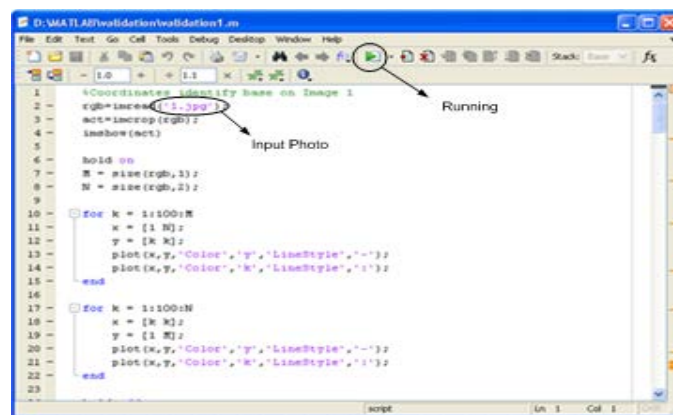 D:\MATLAB\validation\validation1.m
File Edit Text Go Cell Tools Debug Desktop Window Help
Stack: Base fx
- 1.0 + ÷ 1.1 ×
1 %Coordinates identify base on Image 1
2 - rgb=imread('1.jpg');
3 - act=imcrop(rgb);
4 - imshow(act)
5
6 - hold on
7 - M = size(rgb,1);
8 - N = size(rgb,2);
9
10 - for k = 1:100:M
11 - x = [1 N];
12 - y = [k k];
13 - plot(x,y,'Color','y','LineStyle','-');
14 - plot(x,y,'Color','k','LineStyle',':');
15 - end
16
17 - for k = 1:100:N
18 - x = [k k];
19 - y = [1 M];
20 - plot(x,y,'Color','y','LineStyle','-');
21 - plot(x,y,'Color','k','LineStyle',':');
22 - end
23
Running
Input Photo
script Ln 1 Col 1